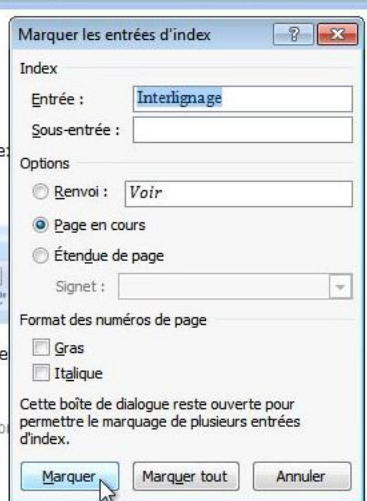 Marquer les entrées d'index
Index
Entrée : Interlignage
Sous-entrée :
Options
Renvoi : Voir
Page en cours
Étendue de page
Signet :
Format des numéros de page
Gras
Italique
Cette boîte de dialogue reste ouverte pour
permettre le marquage de plusieurs entrées
d'index.
Marquer Marquer tout Annuler